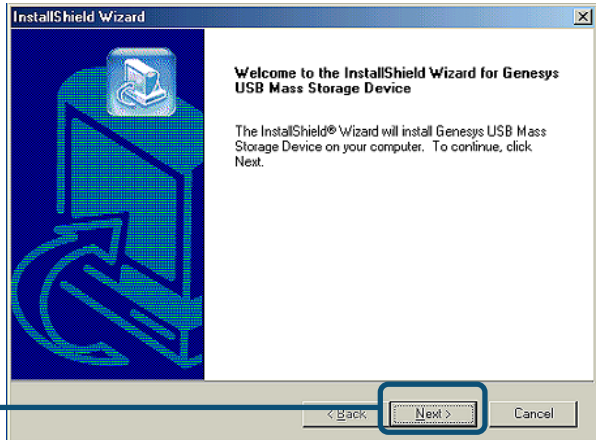 InstallShield Wizard
Welcome to the InstallShield Wizard for Genesys
USB Mass Storage Device
The InstallShield® Wizard will install Genesys USB Mass
Storage Device on your computer.  To continue, click
Next.
< Back
Next >
Cancel